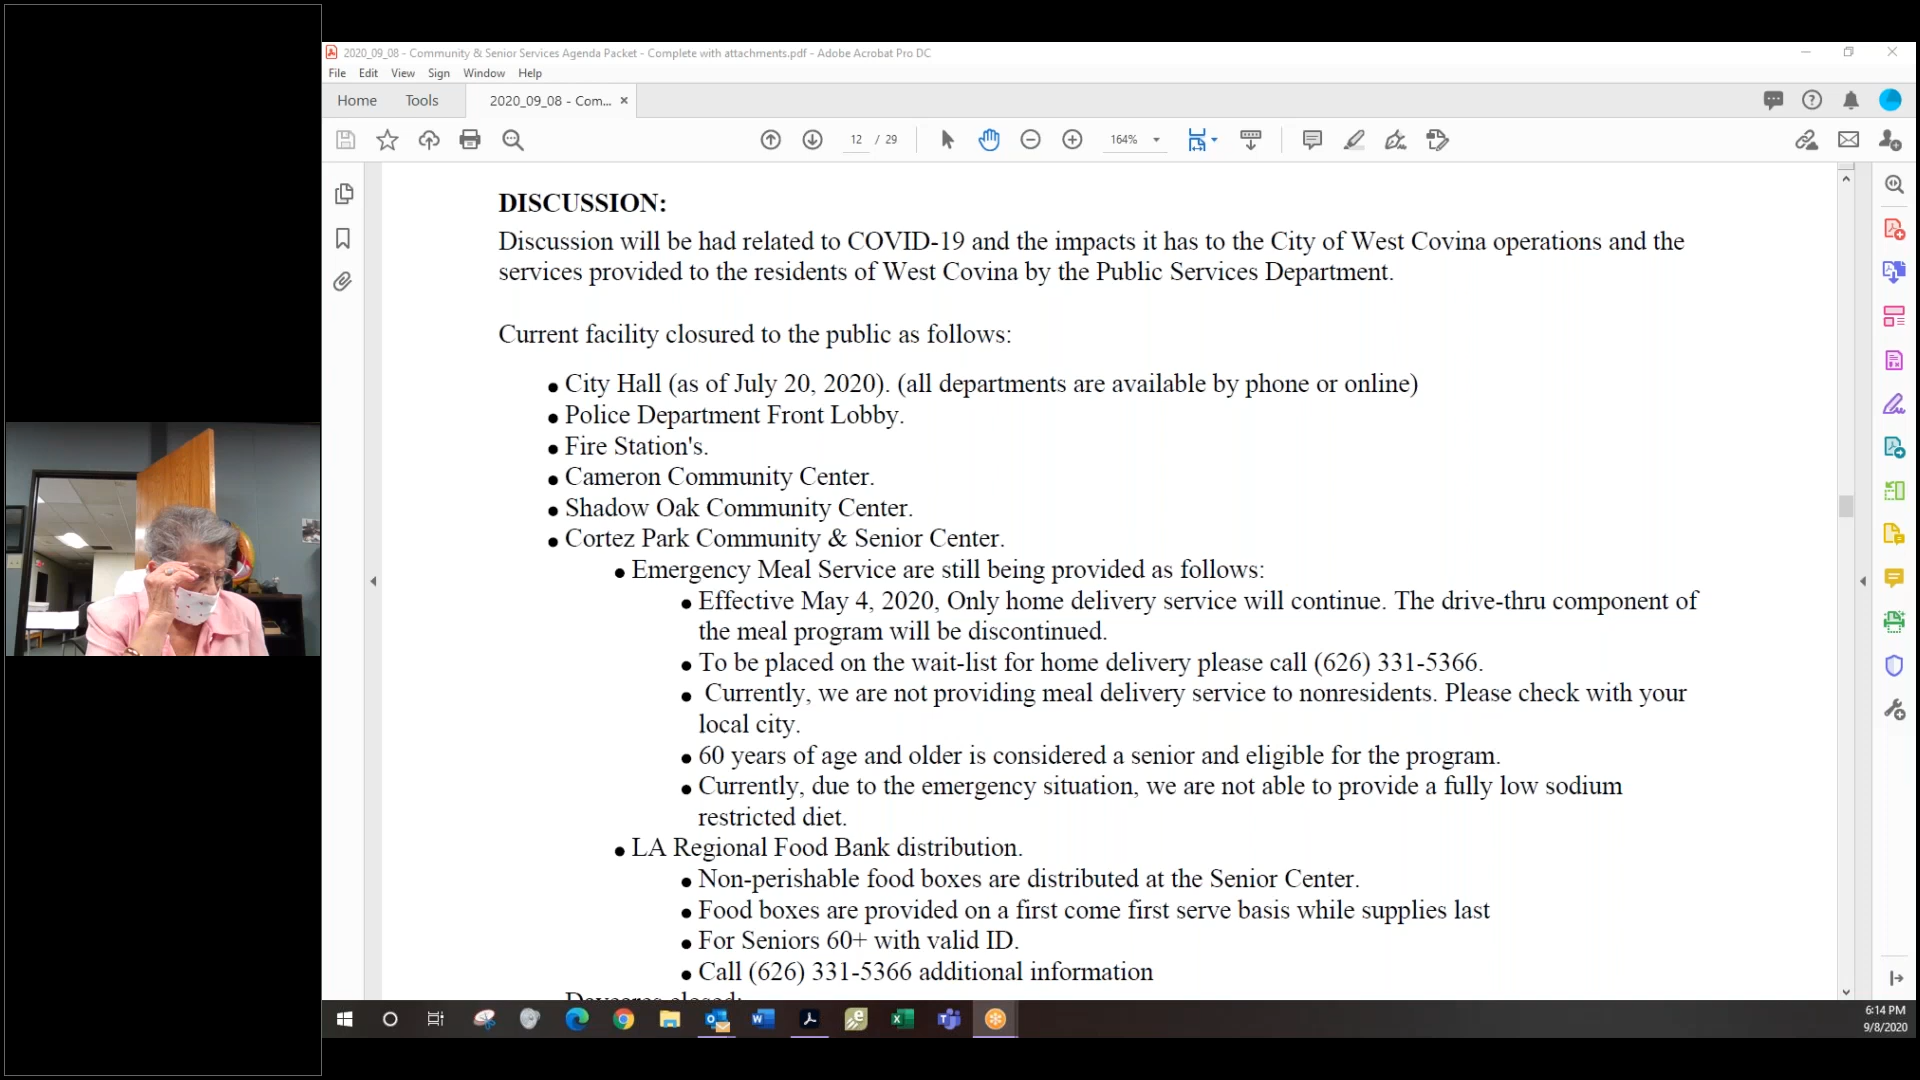 2020_09_08 - Community & Senior Services Agenda Packet - Complete with attachments.pdf - Adobe Acrobat Pro DC
File Edit View Sign Window Help
Home Tools 2020_09_08 - Com... ×
12 / 29 164%
DISCUSSION:
Discussion will be had related to COVID-19 and the impacts it has to the City of West Covina operations and the
services provided to the residents of West Covina by the Public Services Department.
Current facility closured to the public as follows:
● City Hall (as of July 20, 2020). (all departments are available by phone or online)
● Police Department Front Lobby.
● Fire Station's.
● Cameron Community Center.
● Shadow Oak Community Center.
● Cortez Park Community & Senior Center.
● Emergency Meal Service are still being provided as follows:
● Effective May 4, 2020, Only home delivery service will continue. The drive-thru component of
the meal program will be discontinued.
● To be placed on the wait-list for home delivery please call (626) 331-5366.
● Currently, we are not providing meal delivery service to nonresidents. Please check with your
local city.
● 60 years of age and older is considered a senior and eligible for the program.
● Currently, due to the emergency situation, we are not able to provide a fully low sodium
restricted diet.
● LA Regional Food Bank distribution.
● Non-perishable food boxes are distributed at the Senior Center.
● Food boxes are provided on a first come first serve basis while supplies last
● For Seniors 60+ with valid ID.
● Call (626) 331-5366 additional information
Daycares closed:
6:14 PM
9/8/2020